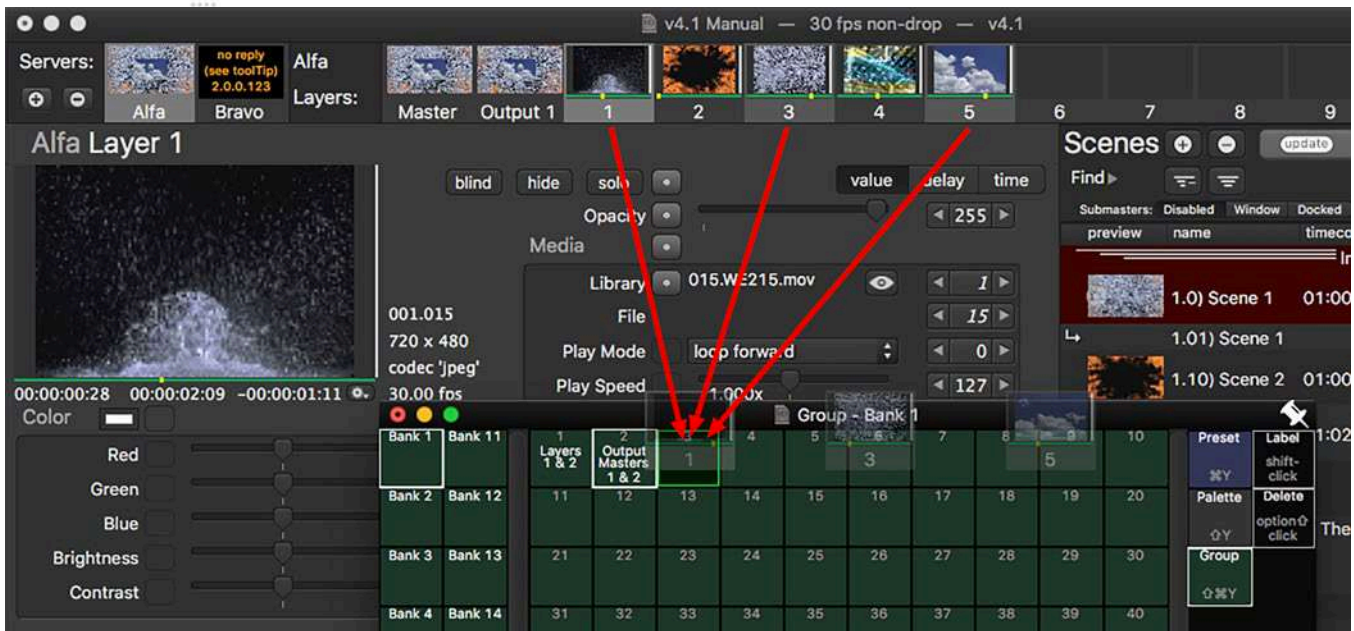 v4.1 Manual — 30 fps non-drop — v4.1
Servers:
no reply
(see toolTip)
2.0.0.123
Alfa
Layers:
Alfa Bravo
Master Output 1 1 2 3 4 5 6 7 8 9
Alfa Layer 1
blind hide solo
value delay time
Opacity 255
Media
Library 015.WE215.mov 1
File 15
Play Mode loop forward 0
Play Speed 1.000x 127
001.015
720 x 480
codec 'jpeg'
30.00 fps
00:00:00:28 00:00:02:09 -00:00:01:11
Color
Red
Green
Blue
Brightness
Contrast
Scenes update
Find
Submasters: Disabled Window Docked
preview name timeco
In
1.0) Scene 1 01:00
1.01) Scene 1
1.10) Scene 2 01:00
1:02
The
Group - Bank 1
Bank 1 Bank 11
Bank 2 Bank 12
Bank 3 Bank 13
Bank 4 Bank 14
1 2 3 4 5 6 7 8 9 10
Layers
1 & 2
Output
Masters
1 & 2
1 3 5
11 12 13 14 15 16 17 18 19 20
21 22 23 24 25 26 27 28 29 30
31 32 33 34 35 36 37 38 39 40
Preset
⌘Y
Label
shift-
click
Palette
⇧Y
Delete
option⇧
click
Group
⇧⌘Y